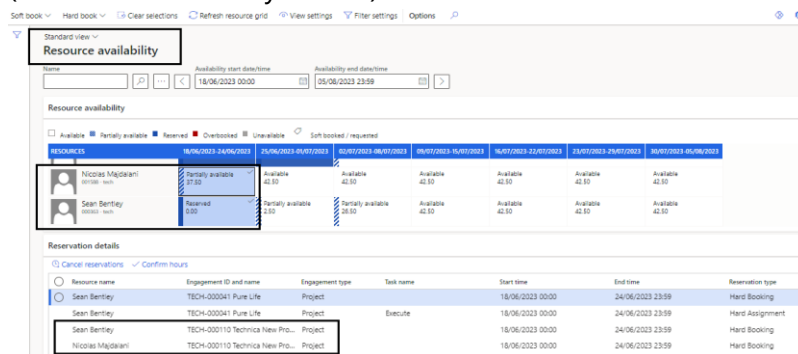 Soft book Hard book Clear selections Refresh resource grid View settings Filter settings Options
Standard view
Resource availability
Name Availability start date/time Availability end date/time
18/06/2023 00:00 05/08/2023 23:59
Resource availability
Available Partially available Reserved Overbooked Unavailable Soft booked / requested
RESOURCES 18/06/2023-24/06/2023 25/06/2023-01/07/2023 02/07/2023-08/07/2023 09/07/2023-15/07/2023 16/07/2023-22/07/2023 23/07/2023-29/07/2023 30/07/2023-05/08/2023
Nicolas Majdalani Partially available Available Available Available Available Available Available
tech 37.50 42.50 42.50 42.50 42.50 42.50 42.50
Sean Bentley Reserved Partially available Partially available Available Available Available Available
tech 0.00 2.50 28.50 42.50 42.50 42.50 42.50
Reservation details
Cancel reservations Confirm hours
Resource name Engagement ID and name Engagement type Task name Start time End time Reservation type
Sean Bentley TECH-000041 Pure Life Project 18/06/2023 00:00 24/06/2023 23:59 Hard Booking
Sean Bentley TECH-000041 Pure Life Project Execute 18/06/2023 00:00 24/06/2023 23:59 Hard Assignment
Sean Bentley TECH-000110 Technica New Pro... Project 18/06/2023 00:00 24/06/2023 23:59 Hard Booking
Nicolas Majdalani TECH-000110 Technica New Pro... Project 18/06/2023 00:00 24/06/2023 23:59 Hard Booking